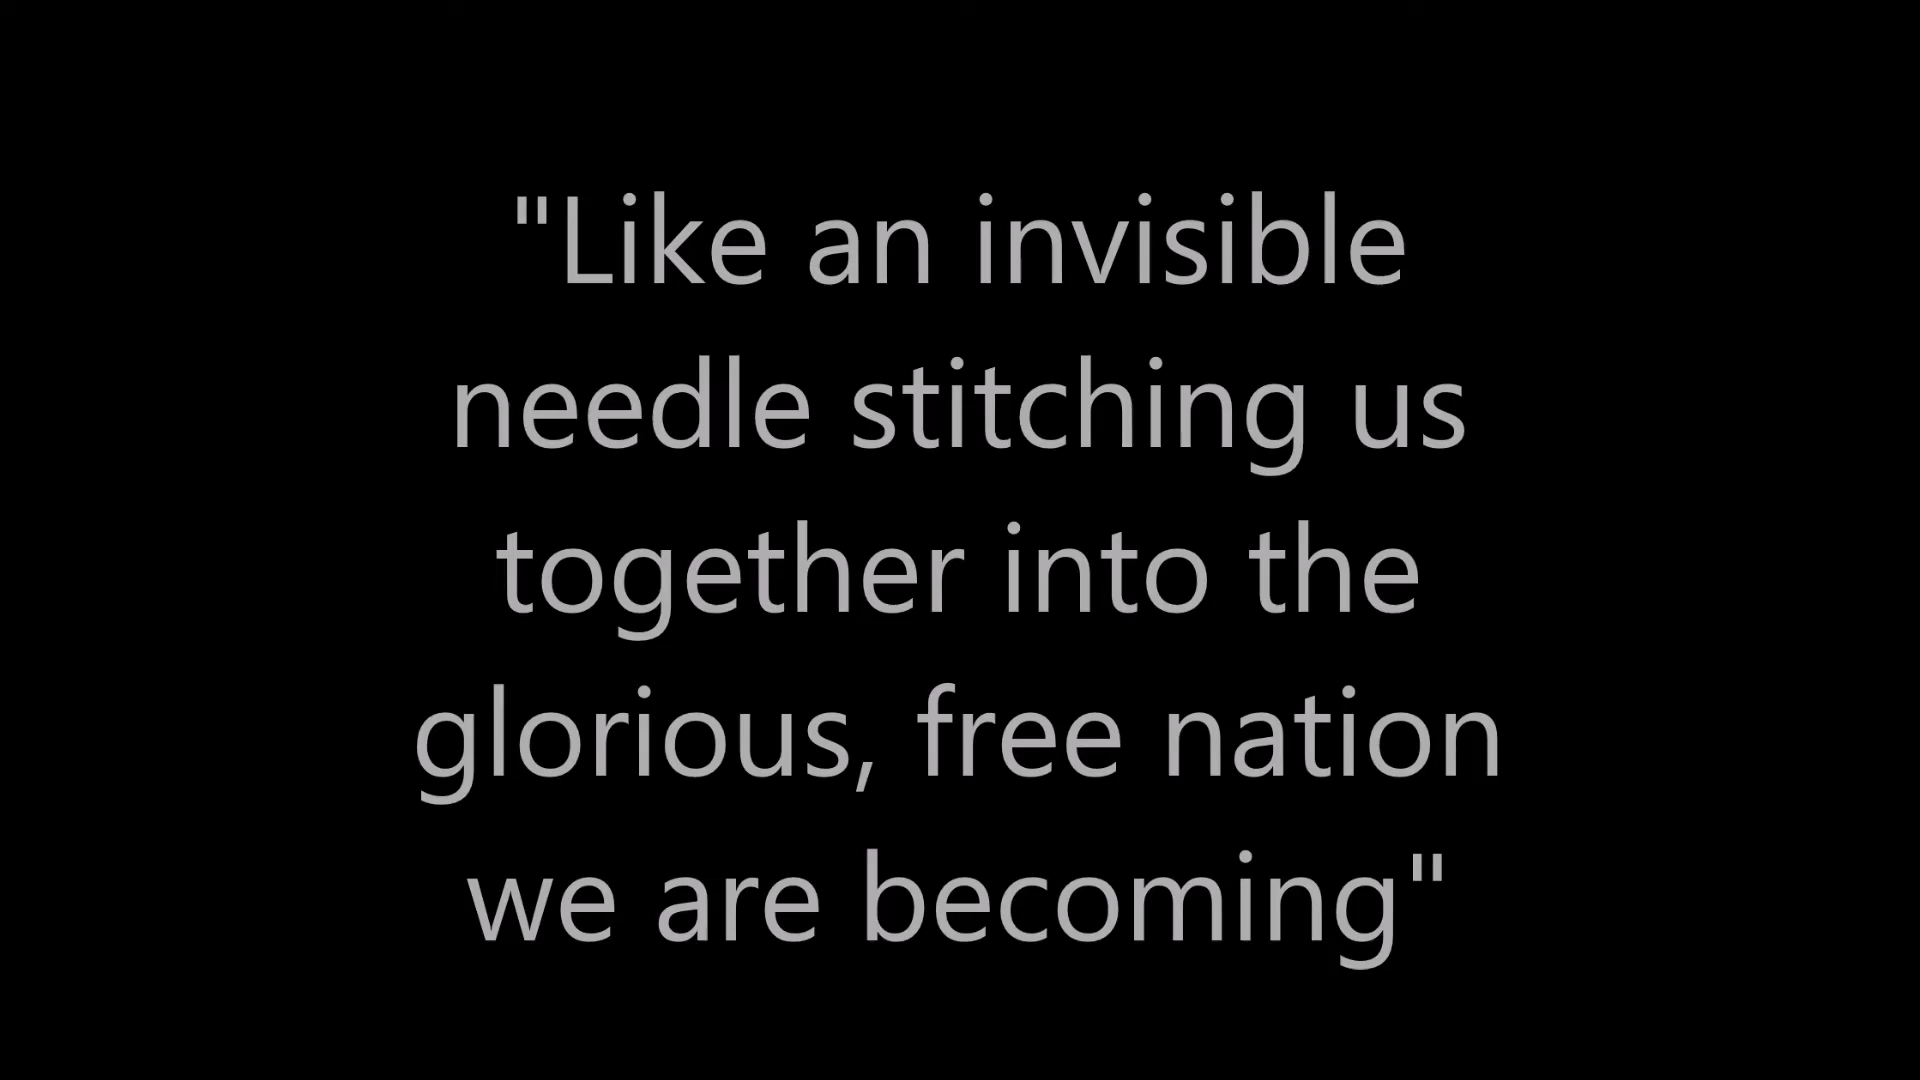 "Like an invisible
needle stitching us
together into the
glorious, free nation
we are becoming"